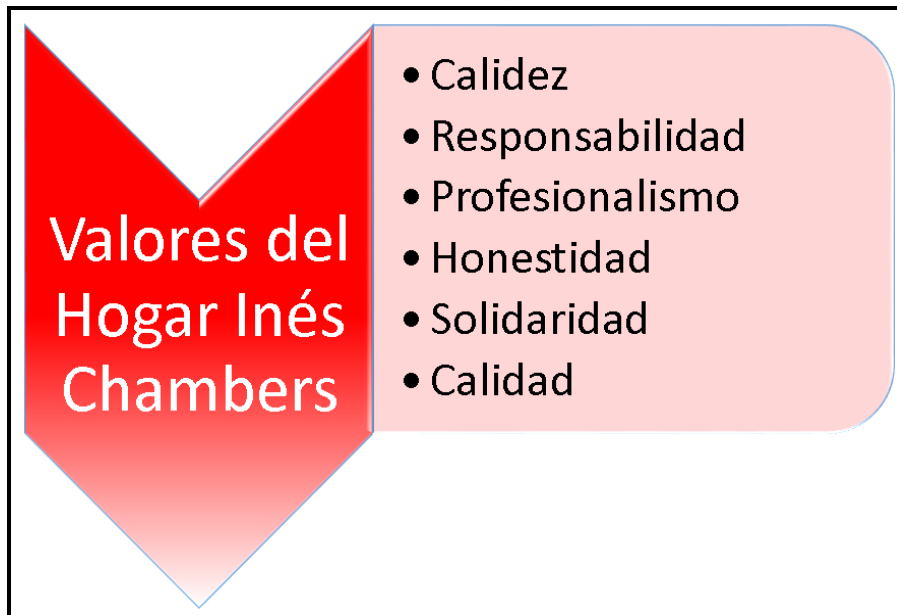 Valores del
Hogar Inés
Chambers
• Calidez
• Responsabilidad
• Profesionalismo
• Honestidad
• Solidaridad
• Calidad